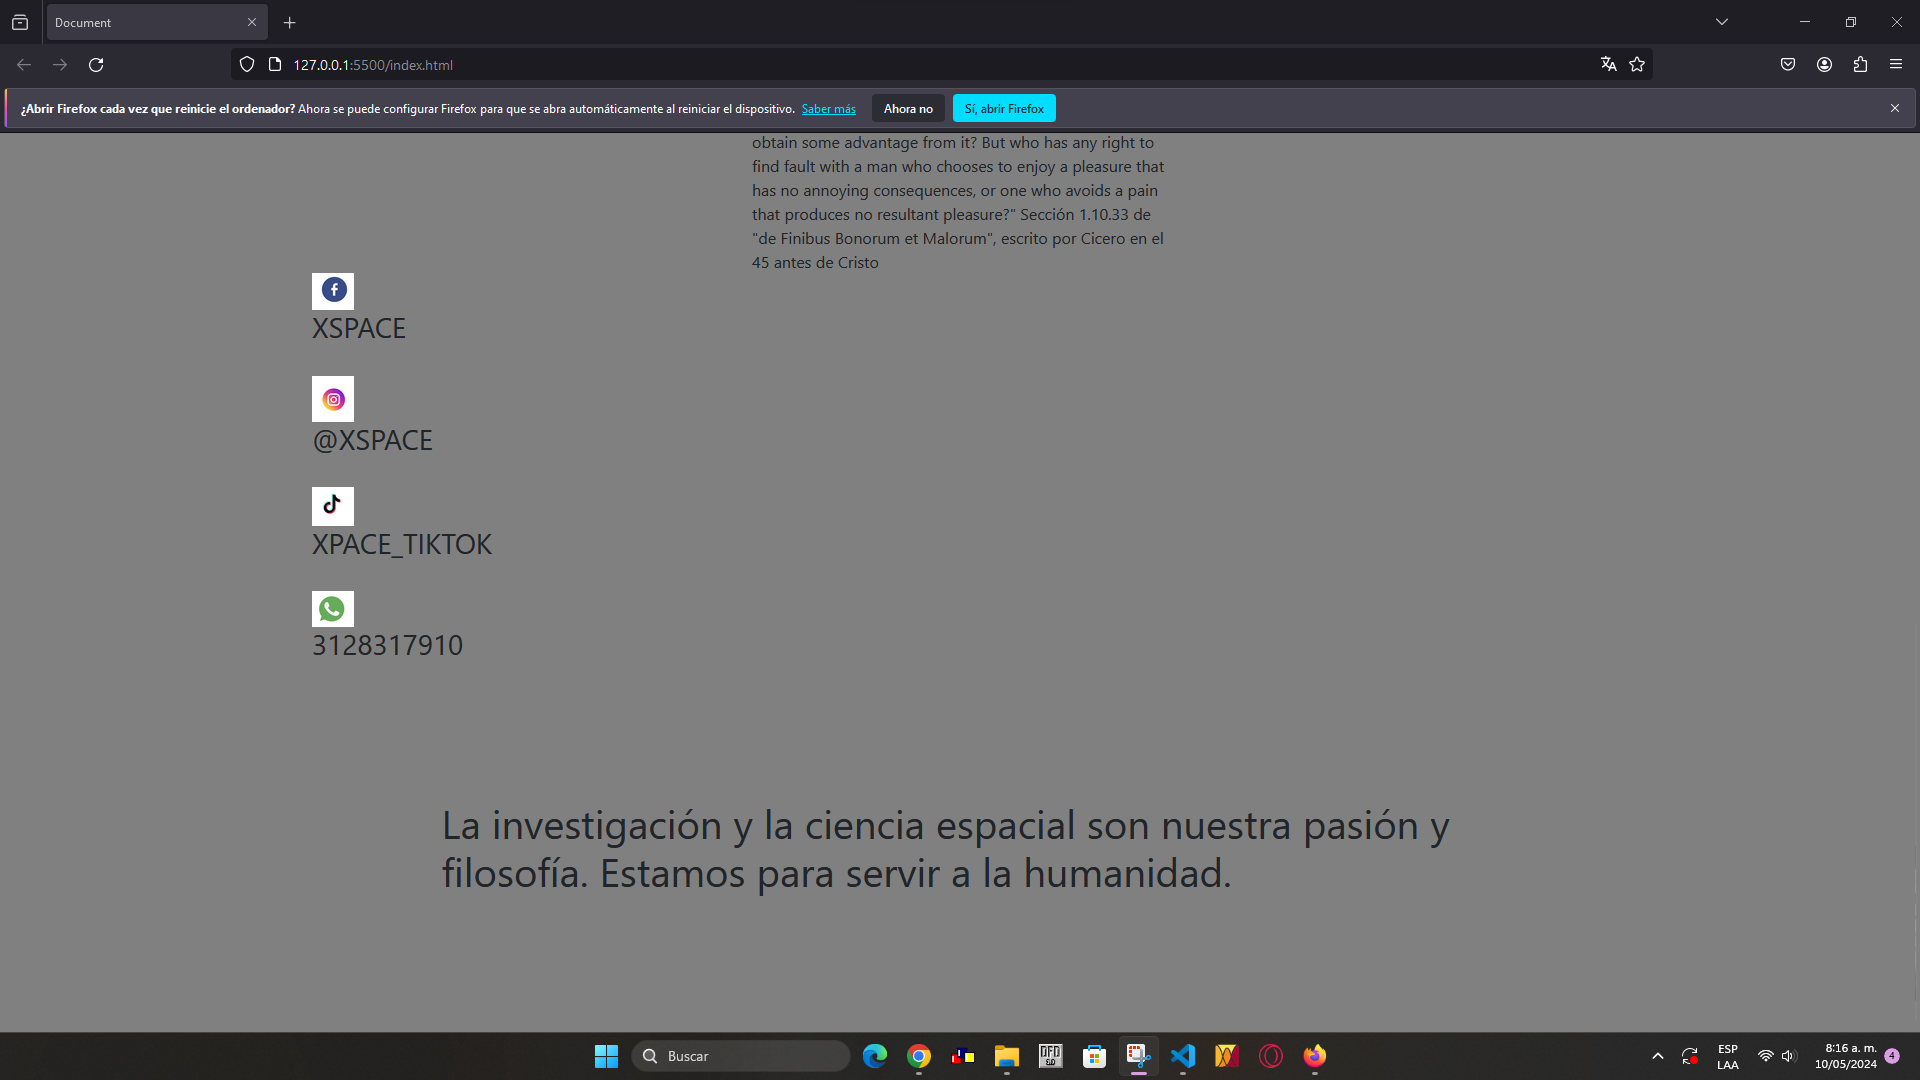 Document
127.0.0.1:5500/index.html
¿Abrir Firefox cada vez que reinicie el ordenador? Ahora se puede configurar Firefox para que se abra automáticamente al reiniciar el dispositivo. Saber más Ahora no Sí, abrir Firefox
obtain some advantage from it? But who has any right to
find fault with a man who chooses to enjoy a pleasure that
has no annoying consequences, or one who avoids a pain
that produces no resultant pleasure?" Sección 1.10.33 de
"de Finibus Bonorum et Malorum", escrito por Cicero en el
45 antes de Cristo
XSPACE
@XSPACE
XPACE_TIKTOK
3128317910
La investigación y la ciencia espacial son nuestra pasión y
filosofía. Estamos para servir a la humanidad.
Buscar
ESP
LAA
8:16 a. m.
10/05/2024
4